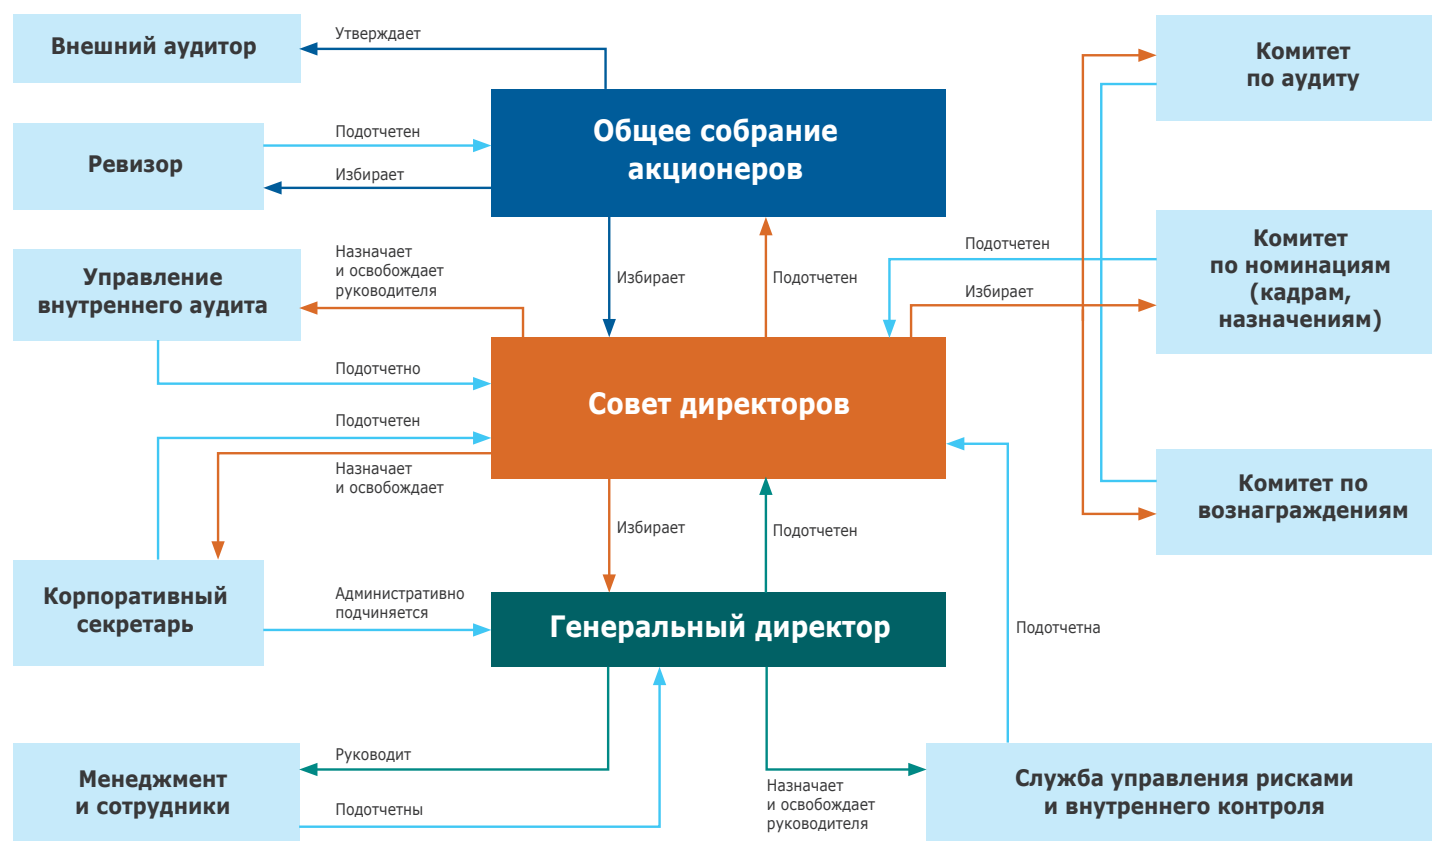 Внешний аудитор
Утверждает
Комитет
по аудиту
Общее собрание
акционеров
Подотчетен
Ревизор
Избирает
Назначает
и освобождает
руководителя
Управление
внутреннего аудита
Избирает
Подотчетен
Подотчетен
Избирает
Комитет
по номинациям
(кадрам,
назначениям)
Подотчетно
Совет директоров
Подотчетен
Назначает
и освобождает
Комитет по
вознаграждениям
Избирает
Подотчетен
Корпоративный
секретарь
Административно
подчиняется
Генеральный директор
Подотчетна
Руководит
Менеджмент
и сотрудники
Подотчетны
Назначает
и освобождает
руководителя
Служба управления рисками
и внутреннего контроля